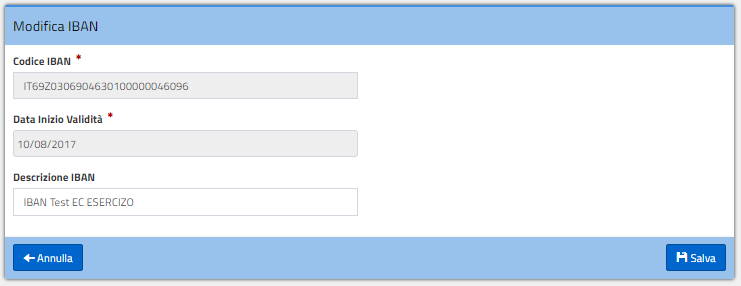 Modifica IBAN
Codice IBAN *
IT69Z0306904630100000046096
Data Inizio Validità *
10/08/2017
Descrizione IBAN
IBAN Test EC ESERCIZO
Annulla Salva